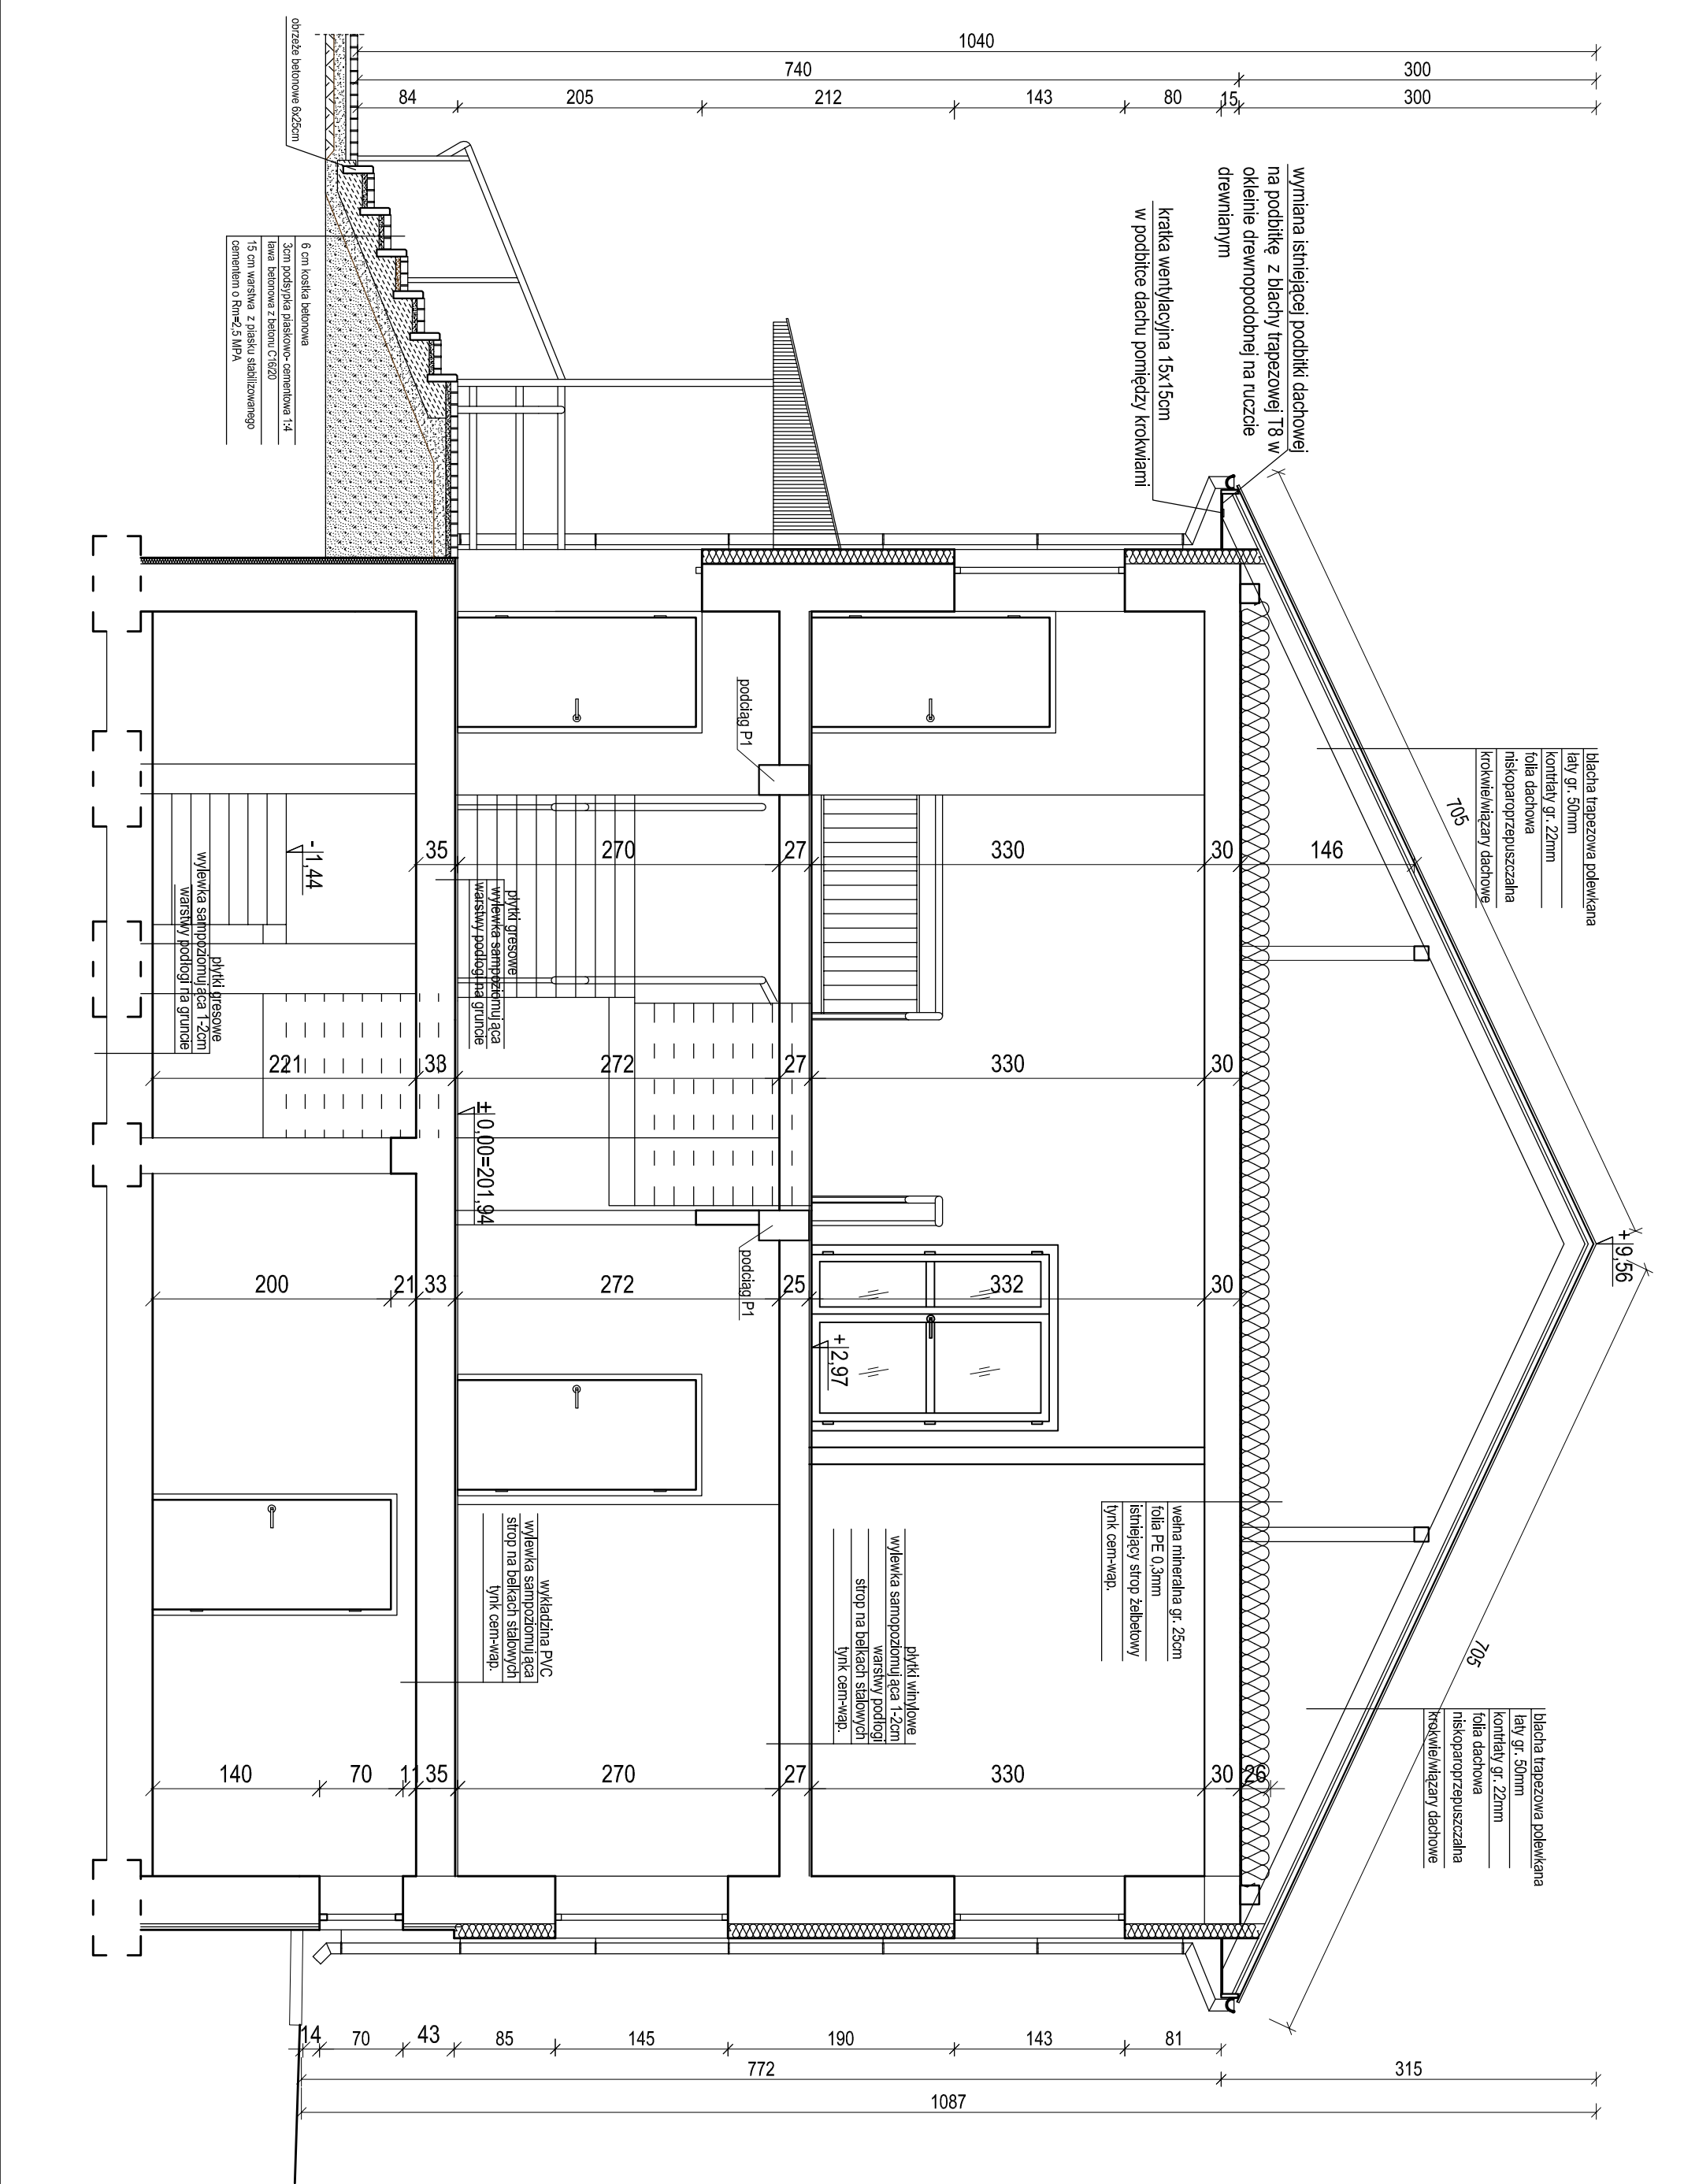 1040
740
300
84
205
212
143
80
15
300
obrzeże betonowe 6x25cm
6 cm kostka betonowa
3cm podsypka piaskowo- cementowa 1:4
ława betonowa z betonu C16/20
15 cm warstwa z piasku stabilizowanego
cementem o Rm=2,5 MPA
wymiana istniejącej podbitki dachowej
na podbitkę z blachy trapezowej T8 w
okleinie drewnopodobnej na ruczcie
drewnianym
kratka wentylacyjna 15x15cm
w podbitce dachu pomiędzy krokwiami
blacha trapezowa polewkana
łaty gr. 50mm
kontrłaty gr. 22mm
folia dachowa
niskoparoprzepuszczalna
krokwie/wiązary dachowe
705
+9,56
podciąg P1
35
270
27
330
30
146
-1,44
płytki gresowe
wylewka sampoziomująca 1-2cm
warstwy podłogi na gruncie
płytki gresowe
wylewka sampoziomująca
warstwy podłogi na gruncie
221
33
272
27
330
30
±0,00=201,94
podciąg P1
200
21
33
272
25
332
30
+2,97
wykładzina PVC
wylewka sampoziomująca
strop na belkach stalowych
tynk cem-wap.
płytki winylowe
wylewka samopoziomująca 1-2cm
warstwy podłogi
strop na belkach stalowych
tynk cem-wap.
wełna mineralna gr. 25cm
folia PE 0,3mm
istniejący strop żelbetowy
tynk cem-wap.
705
blacha trapezowa polewkana
łaty gr. 50mm
kontrłaty gr. 22mm
folia dachowa
niskoparoprzepuszczalna
krokwie/wiązary dachowe
140
70
11
35
270
27
330
30
26
14
70
43
85
145
190
143
81
772
315
1087